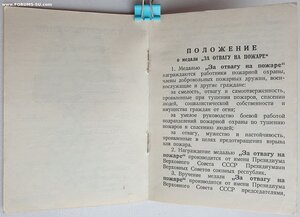 FORUMS-SU.COM
ПОЛОЖЕНИЕ
о медали „ЗА ОТВАГУ НА ПОЖАРЕ“
1. Медалью „За отвагу на пожаре“
награждаются работники пожарной охраны,
члены добровольных пожарных дружин, воен-
нослужащие и другие граждане:
за смелость, отвагу и самоотверженность,
проявленные при тушении пожаров, спасении
людей, социалистической собственности и
имущества граждан от огня;
за умелое руководство боевой работой
подразделений пожарной охраны по тушению
пожаров и спасению людей;
за отвагу, мужество и настойчивость,
проявленные в целях предотвращения взрыва
или пожара.
2. Награждение медалью „За отвагу на
пожаре“ производится от имени Президиума
Верховного Совета СССР Президиумами
Верховных Советов союзных республик.
3. Вручение медали „За отвагу на по-
жаре“ производится от имени Президиума
Верховного Совета СССР председателями,